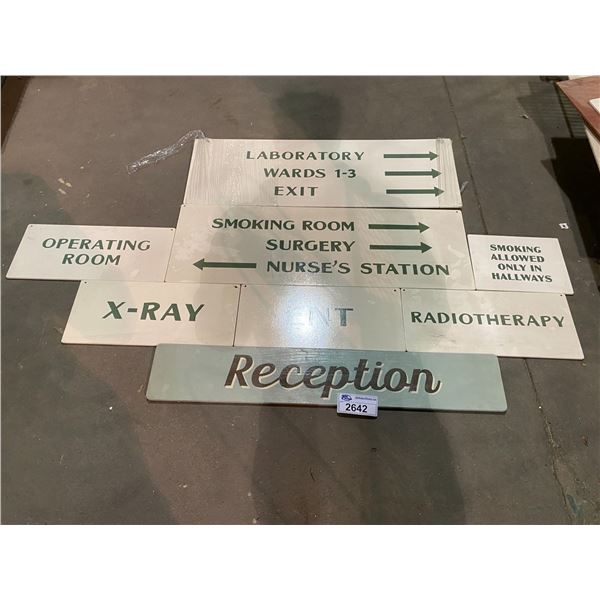 LABORATORY
WARDS 1-3
EXIT
SMOKING ROOM
SURGERY
NURSE'S STATION
OPERATING
ROOM
SMOKING
ALLOWED
ONLY IN
HALLWAYS
X-RAY
ENT
RADIOTHERAPY
Reception
2642